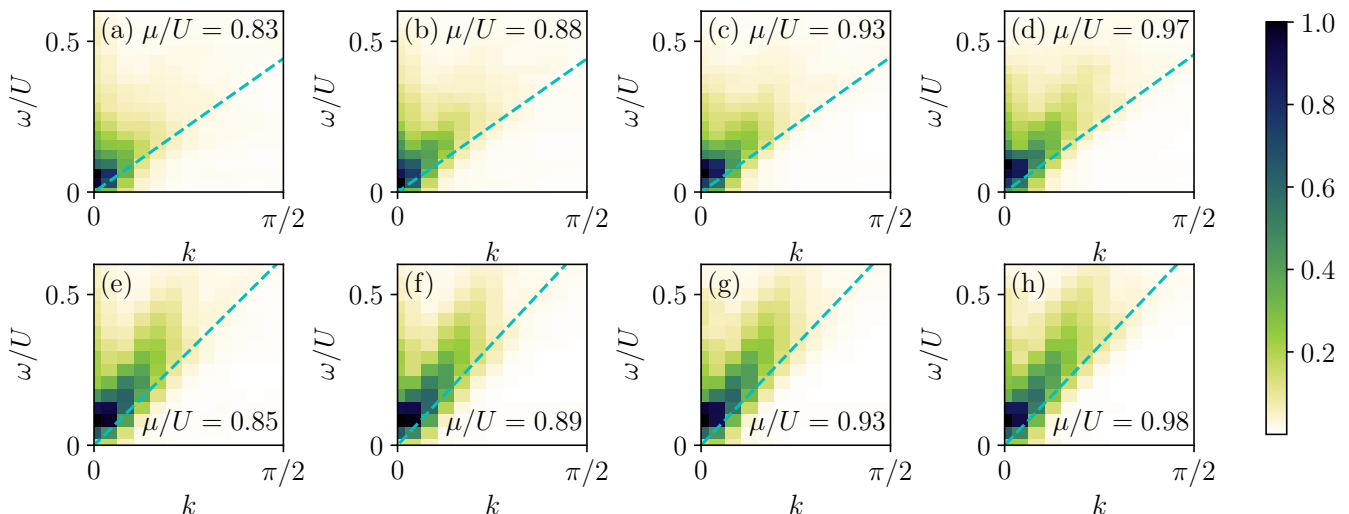 (a) μ/U = 0.83
(b) μ/U = 0.88
(c) μ/U = 0.93
(d) μ/U = 0.97
0.5
0.5
0.5
0.5
ω/U
ω/U
ω/U
ω/U
0
0
0
0
0
π/2
0
π/2
0
π/2
0
π/2
k
k
k
k
(e)
(f)
(g)
(h)
0.5
0.5
0.5
0.5
ω/U
ω/U
ω/U
ω/U
μ/U = 0.85
μ/U = 0.89
μ/U = 0.93
μ/U = 0.98
0
0
0
0
0
π/2
0
π/2
0
π/2
0
π/2
k
k
k
k
1.0
0.8
0.6
0.4
0.2